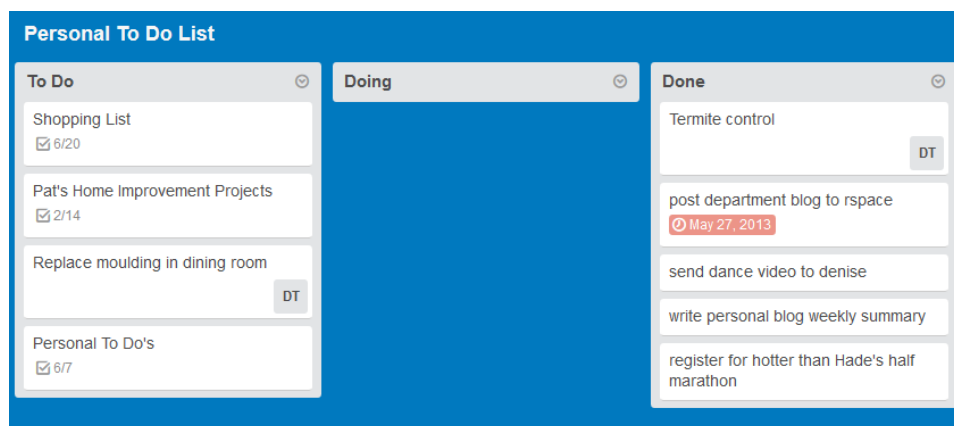 Personal To Do List
To Do
Shopping List
6/20
Pat's Home Improvement Projects
2/14
Replace moulding in dining room
DT
Personal To Do's
6/7
Doing
Done
Termite control
DT
post department blog to rspace
May 27, 2013
send dance video to denise
write personal blog weekly summary
register for hotter than Hade's half
marathon